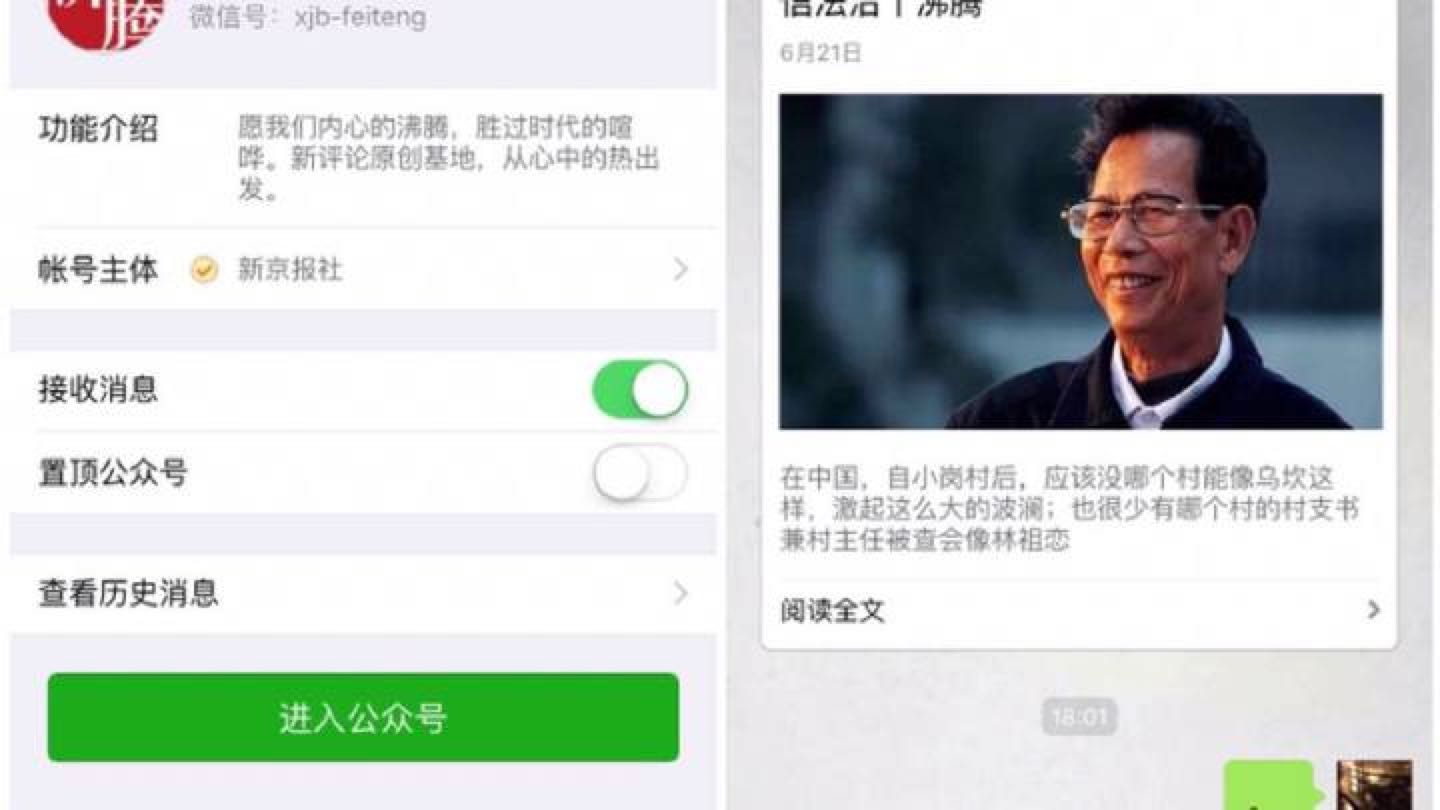 腾
微信号：xjb-feiteng
功能介绍
愿我们内心的沸腾，胜过时代的喧
哗。新评论原创基地，从心中的热出
发。
帐号主体
新京报社
接收消息
置顶公众号
查看历史消息
进入公众号
信法治 | 沸腾
6月21日
在中国，自小岗村后，应该没哪个村能像乌坎这
样，激起这么大的波澜；也很少有哪个村的村支书
兼村主任被查会像林祖恋
阅读全文
18:01